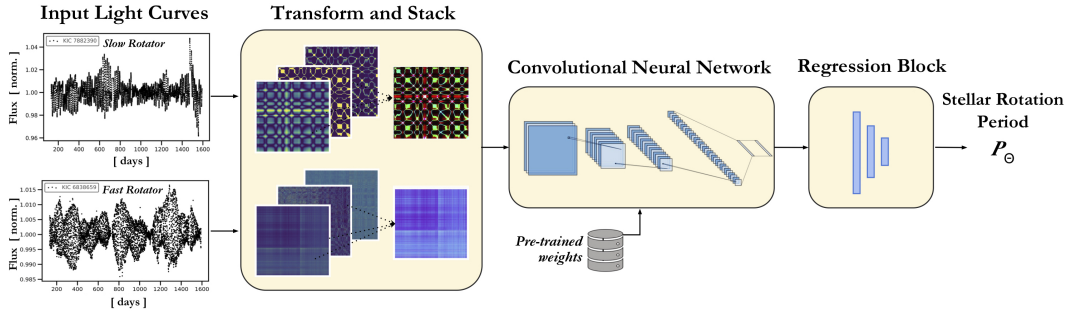 Input Light Curves
Transform and Stack
KIC 7882390
Slow Rotator
1.04
1.02
1.00
0.98
0.96
Flux [ norm. ]
200 400 600 800 1000 1200 1400 1600
[ days ]
KIC 6838659
Fast Rotator
1.015
1.010
1.005
1.000
0.995
0.990
0.985
Flux [ norm. ]
200 400 600 800 1000 1200 1400 1600
[ days ]
Convolutional Neural Network
Pre-trained
weights
Regression Block
Stellar Rotation
Period
P_Θ